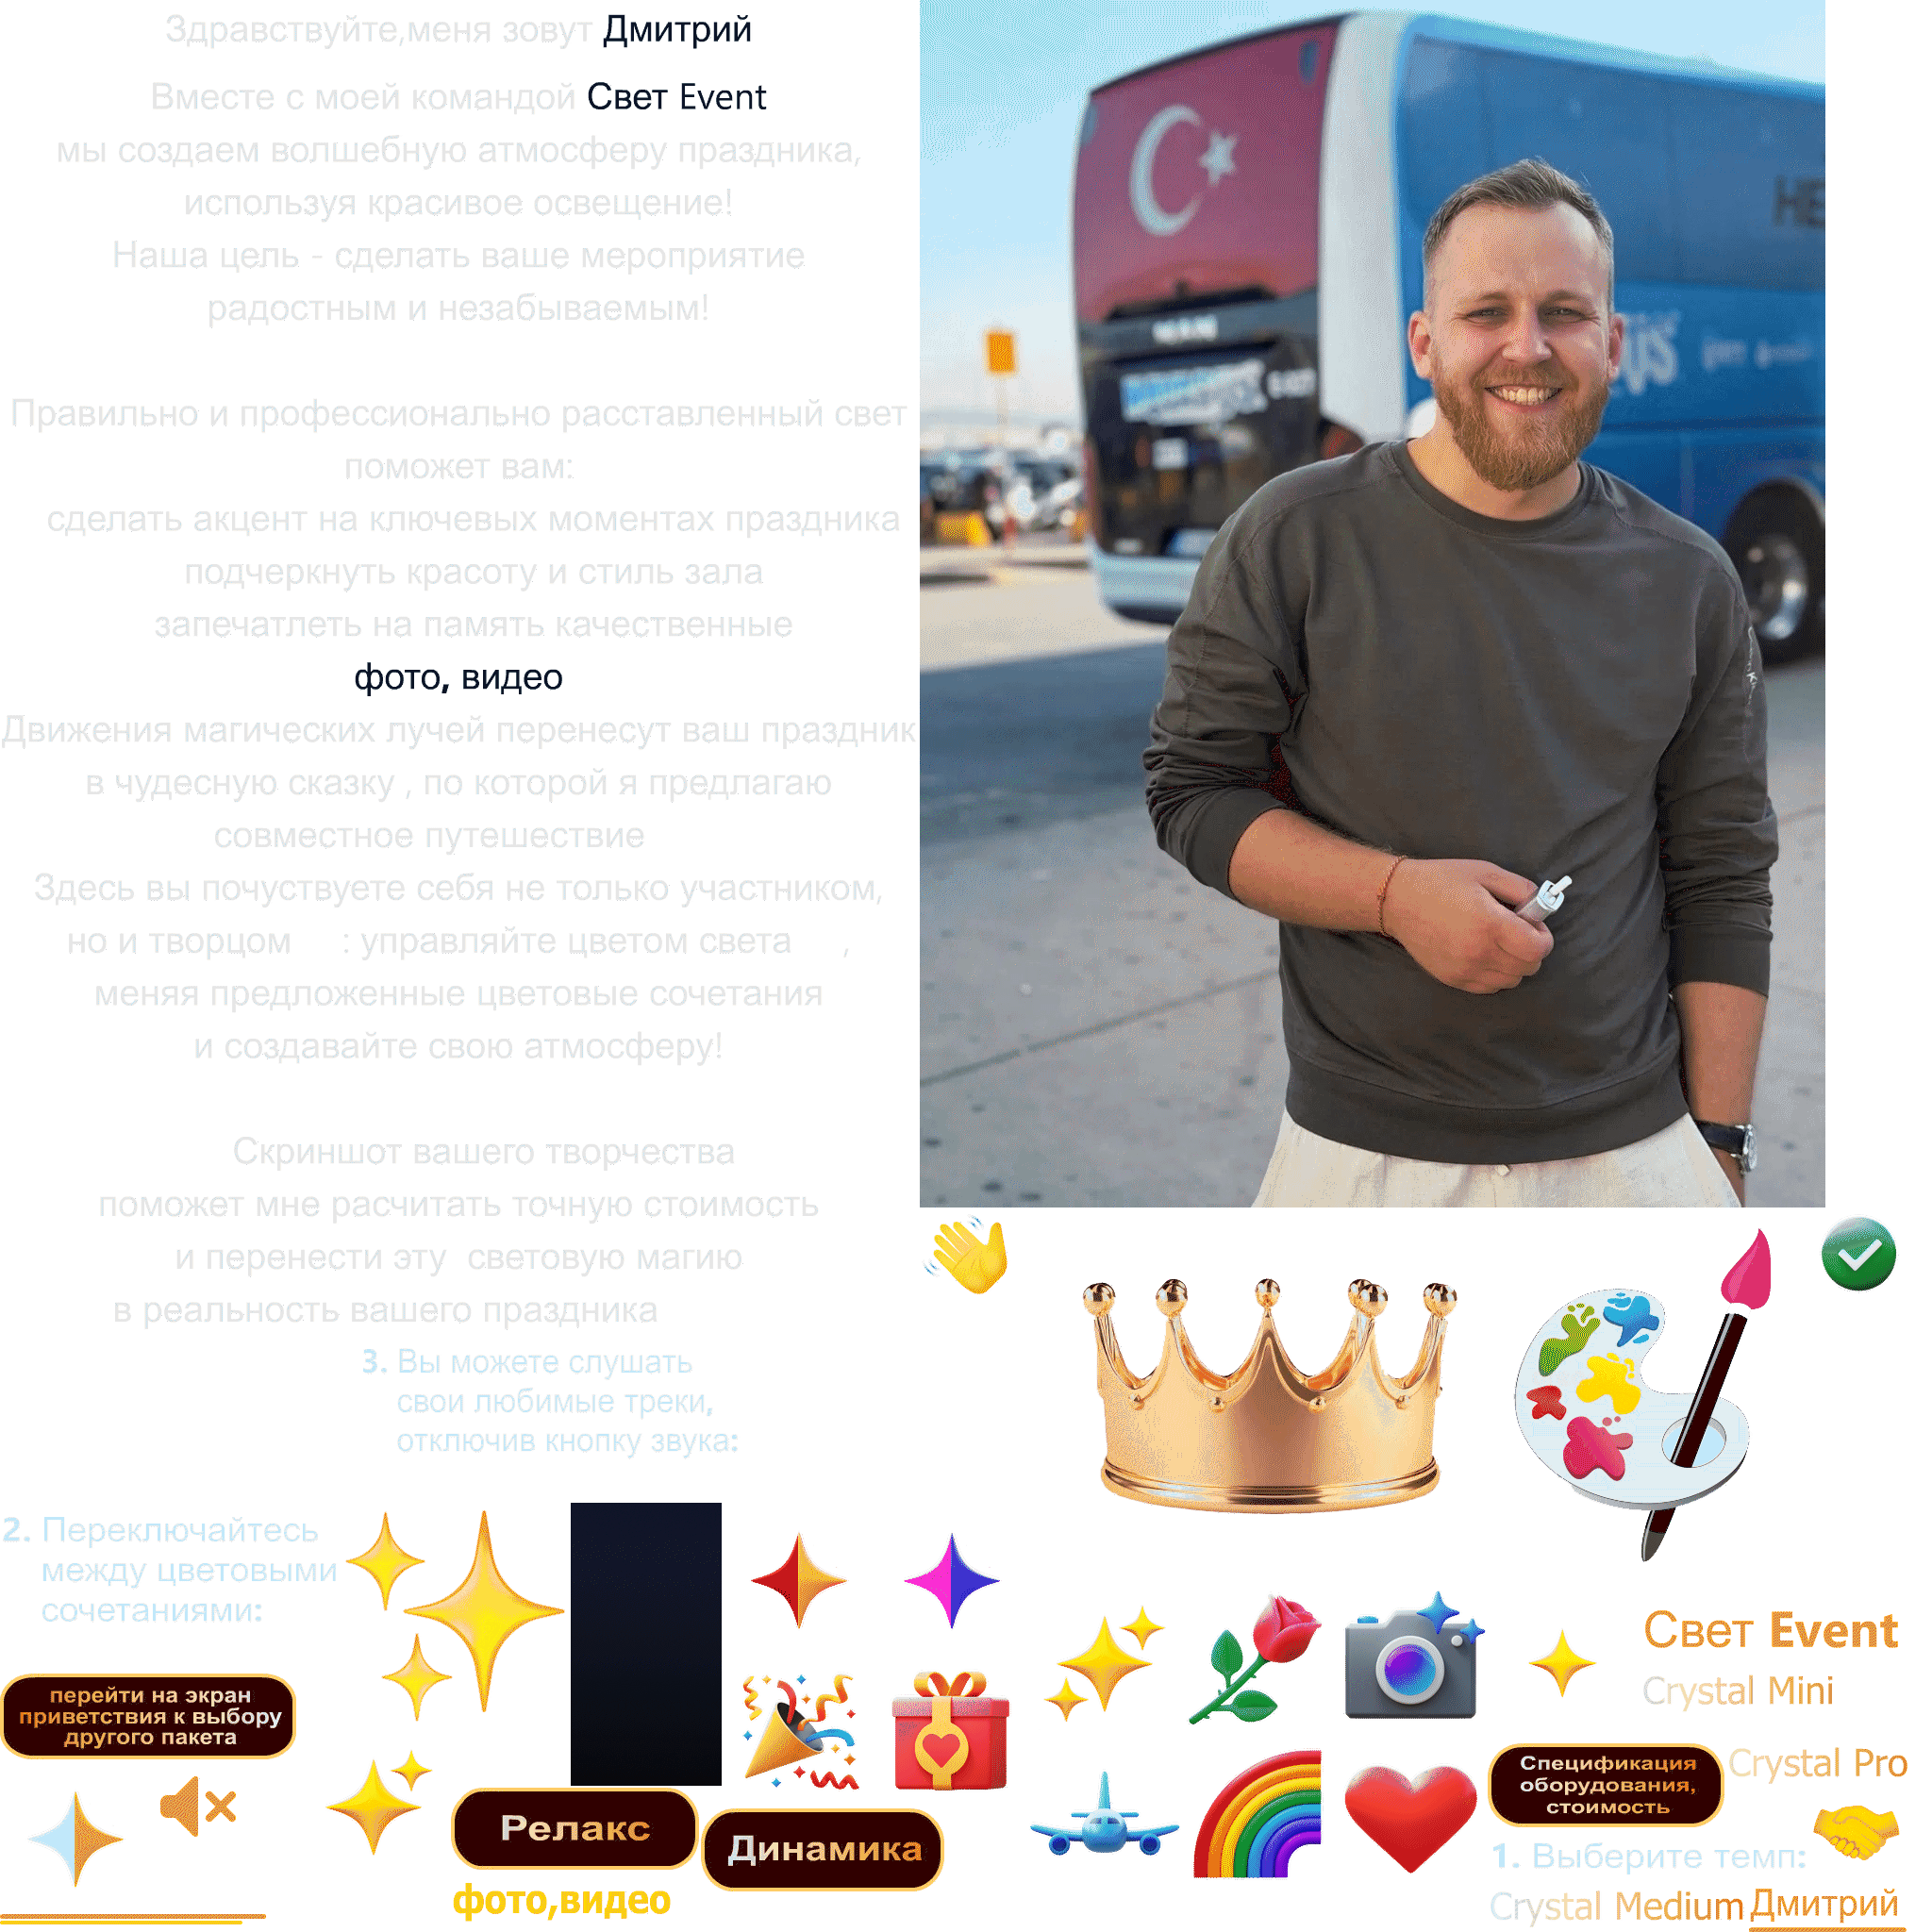 Здравствуйте,меня зовут Дмитрий
Вместе с моей командой Свет Event
мы создаем волшебную атмосферу праздника,
используя красивое освещение!
Наша цель - сделать ваше мероприятие
радостным и незабываемым!
Правильно и профессионально расставленный свет
поможет вам:
сделать акцент на ключевых моментах праздника
подчеркнуть красоту и стиль зала
запечатлеть на память качественные
фото, видео
Движения магических лучей перенесут ваш праздник
в чудесную сказку , по которой я предлагаю
совместное путешествие
Здесь вы почуствуете себя не только участником,
но и творцом : управляйте цветом света ,
меняя предложенные цветовые сочетания
и создавайте свою атмосферу!
Скриншот вашего творчества
поможет мне расчитать точную стоимость
и перенести эту световую магию
в реальность вашего праздника
3. Вы можете слушать
свои любимые треки,
отключив кнопку звука:
2. Переключайтесь
между цветовыми
сочетаниями:
перейти на экран
приветствия к выбору
другого пакета
Релакс
Динамика
фото,видео
Свет Event
Crystal Mini
Спецификация
оборудования,
стоимость
Crystal Pro
1. Выберите темп:
Crystal Medium
Дмитрий